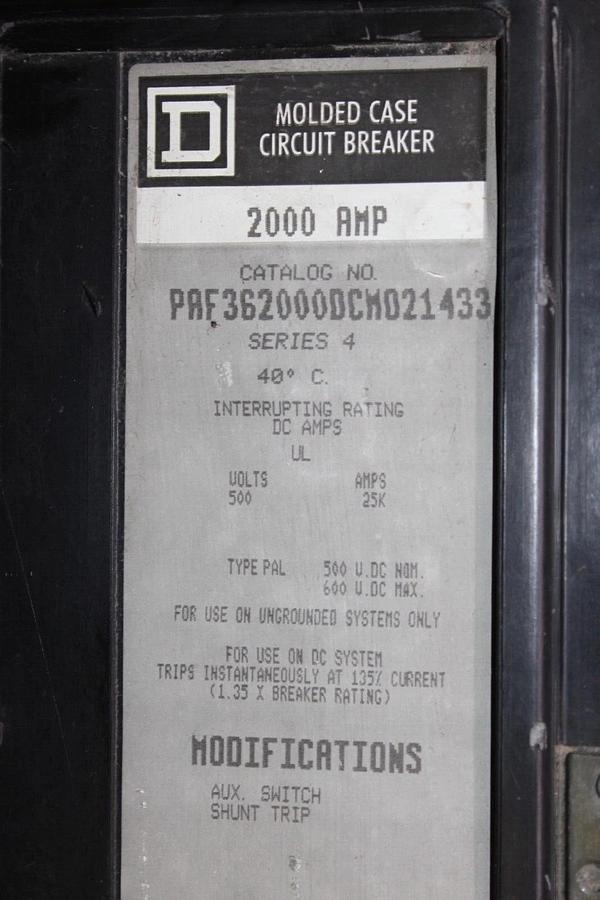 D
MOLDED CASE
CIRCUIT BREAKER
2000 AMP
CATALOG NO.
PAF362000DCMO21433
SERIES 4
40° C.
INTERRUPTING RATING
DC AMPS
UL
VOLTS AMPS
500 25K
TYPE PAL 500 V.DC NOM.
600 V.DC MAX.
FOR USE ON UNGROUNDED SYSTEMS ONLY
FOR USE ON DC SYSTEM
TRIPS INSTANTANEOUSLY AT 135% CURRENT
(1.35 X BREAKER RATING)
MODIFICATIONS
AUX. SWITCH
SHUNT TRIP